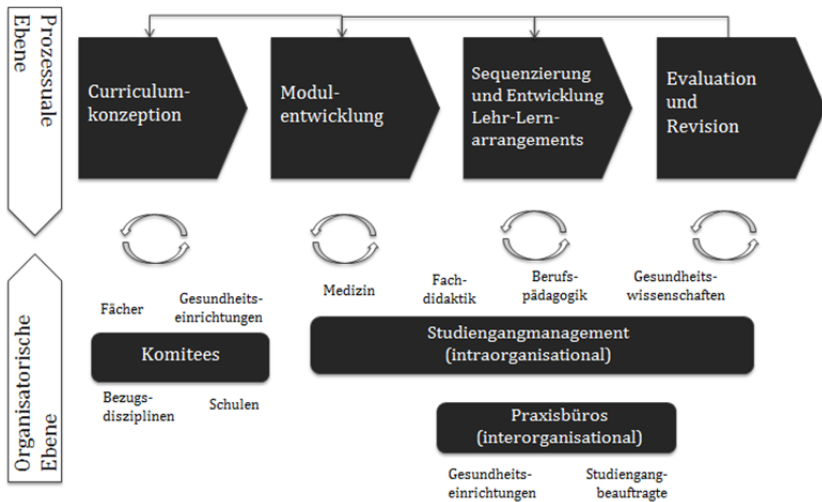 Prozessuale
Ebene
Curriculum-
konzeption
Modul-
entwicklung
Sequenzierung
und Entwicklung
Lehr-Lern-
arrangements
Evaluation
und
Revision
Organisatorische
Ebene
Fächer
Gesundheits-
einrichtungen
Komitees
Bezugs-
disziplinen
Schulen
Medizin
Fach-
didaktik
Berufs-
pädagogik
Gesundheits-
wissenschaften
Studiengangmanagement
(intraorganisational)
Praxisbüros
(interorganisational)
Gesundheits-
einrichtungen
Studiengang-
beauftragte